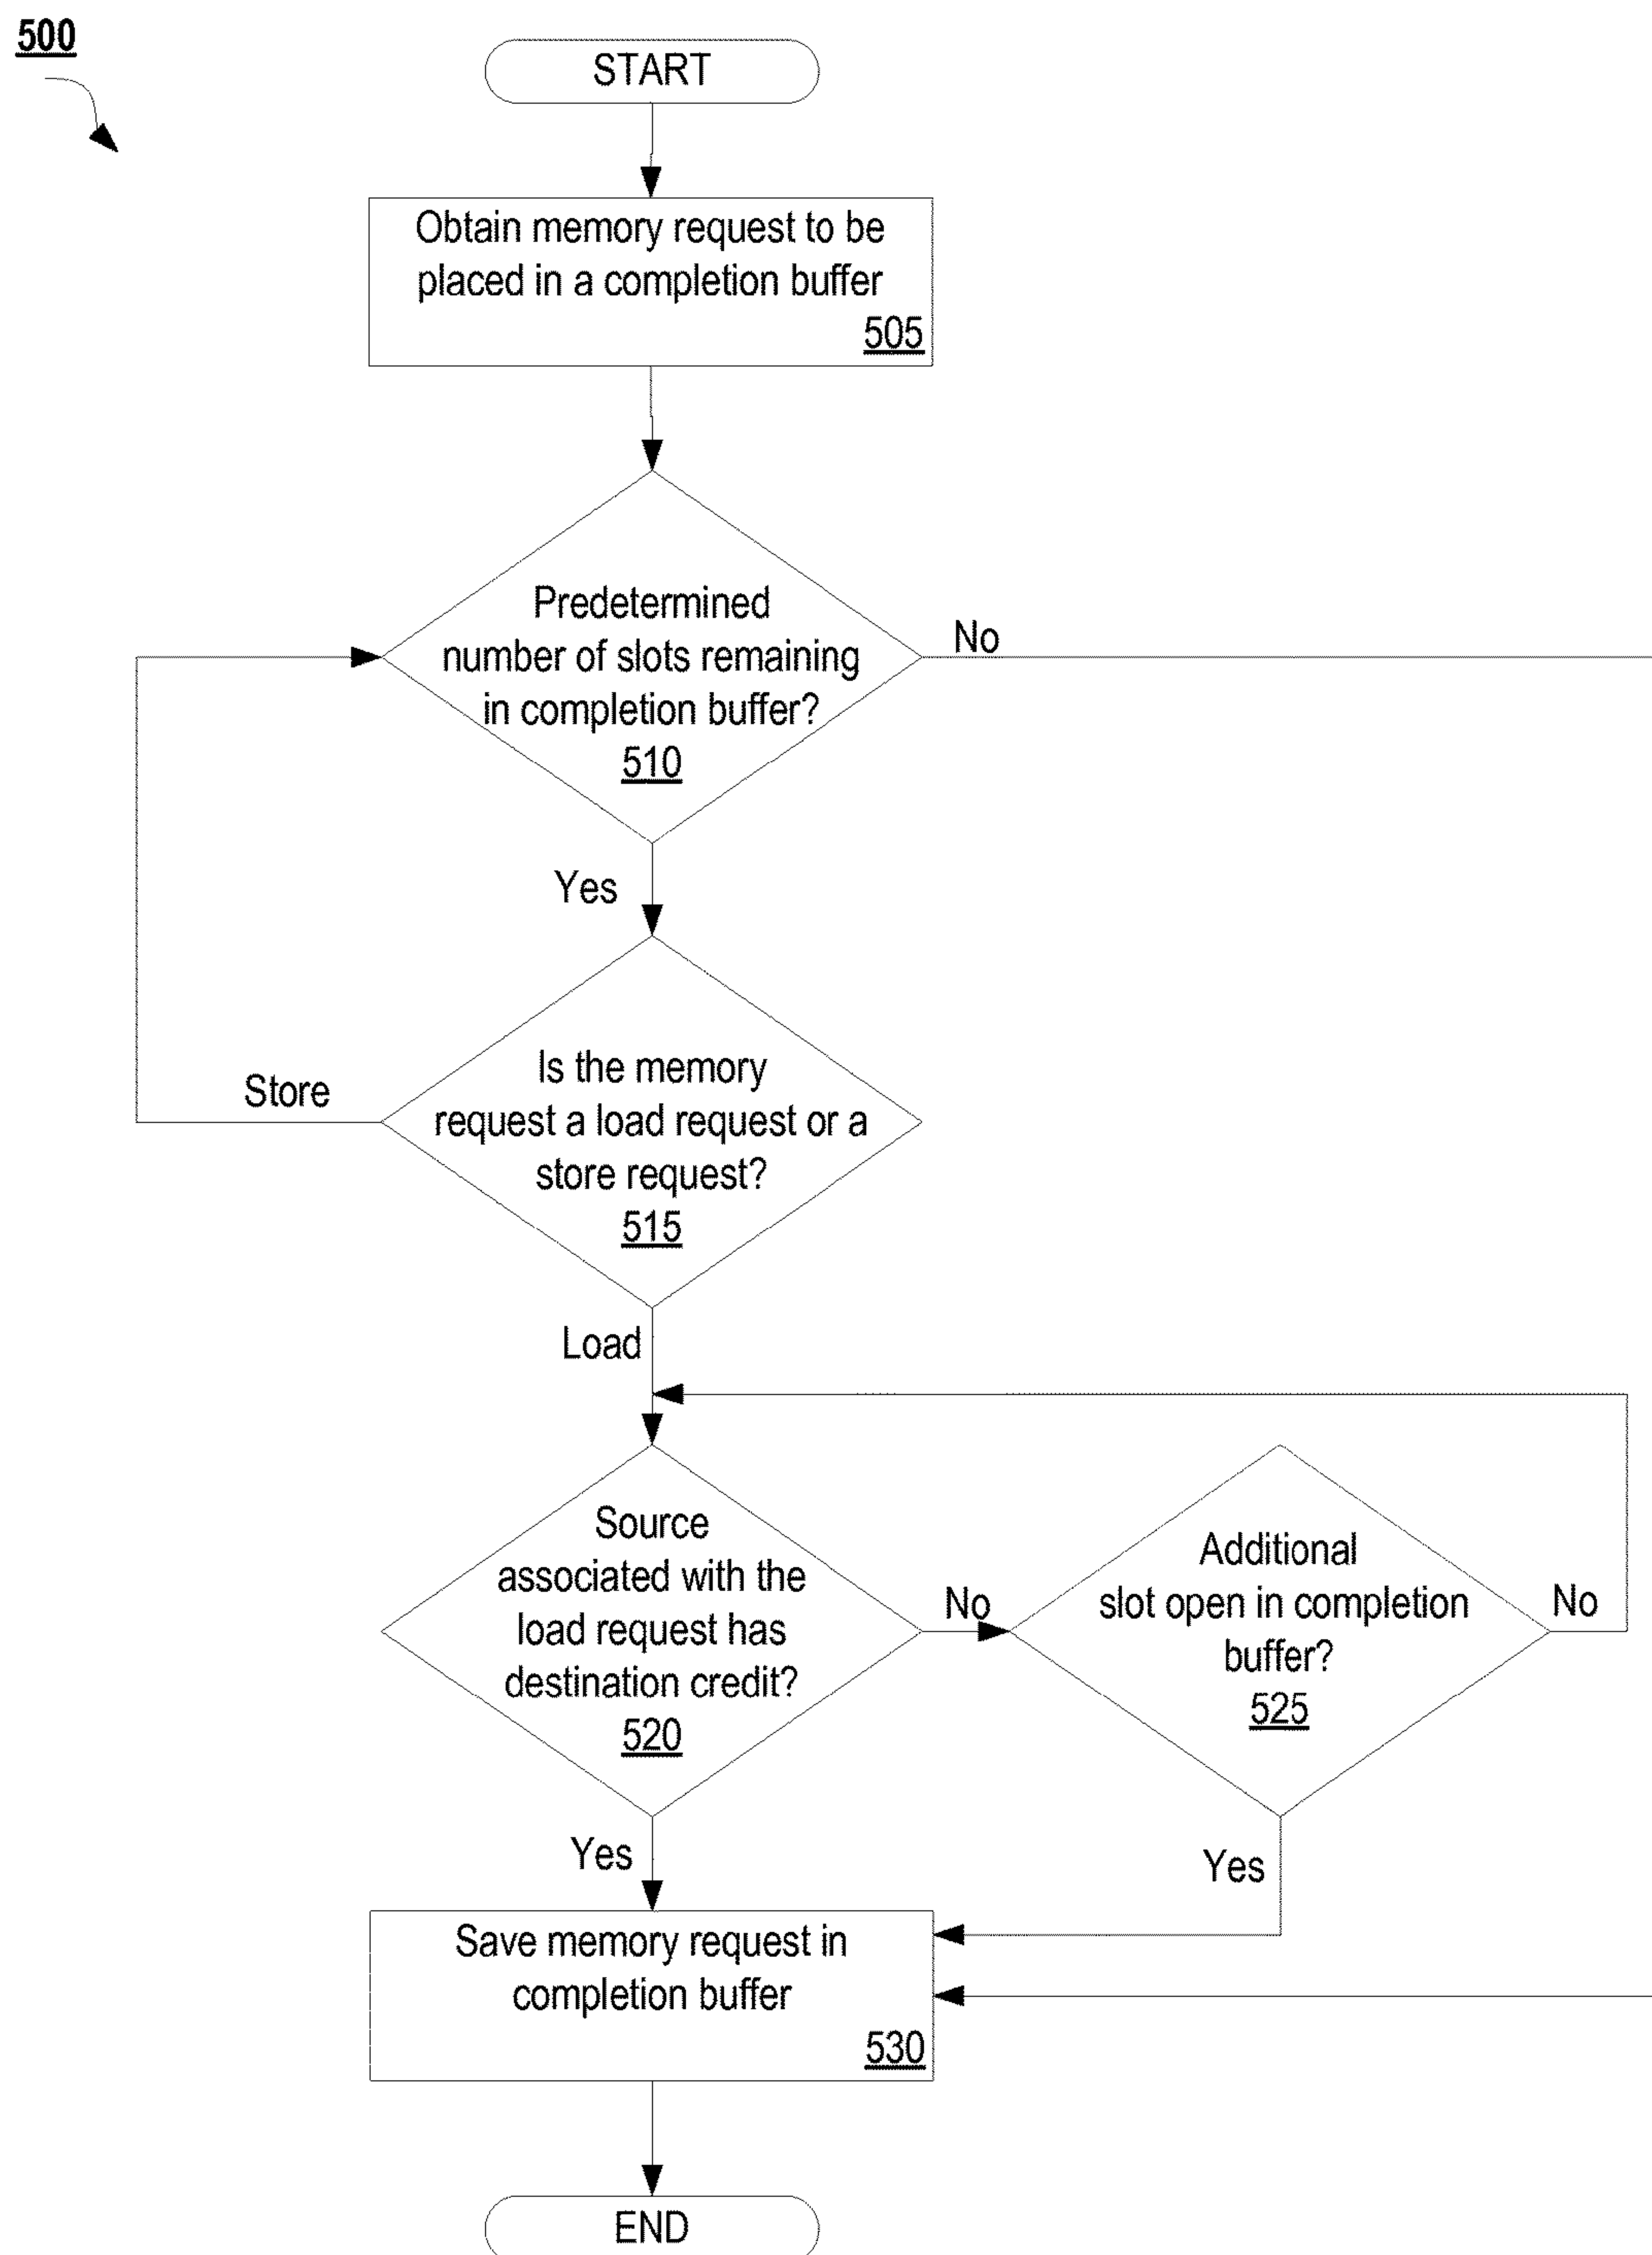 500
START
Obtain memory request to be
placed in a completion buffer
505
Predetermined
number of slots remaining
in completion buffer?
510
No
Yes
Is the memory
request a load request or a
store request?
515
Store
Load
Source
associated with the
load request has
destination credit?
520
No
Additional
slot open in completion
buffer?
525
No
Yes
Yes
Save memory request in
completion buffer
530
END